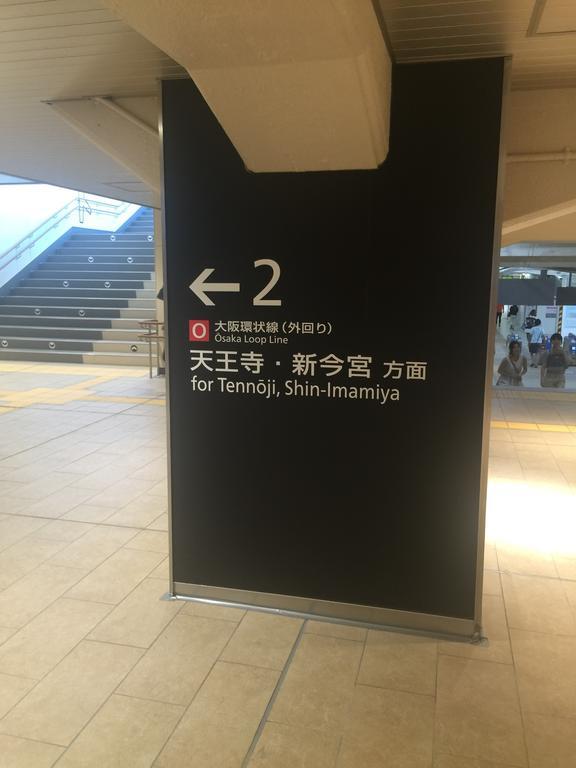 ← 2
O 大阪環状線(外回り)
Ōsaka Loop Line
天王寺・新今宮 方面
for Tennōji, Shin-Imamiya